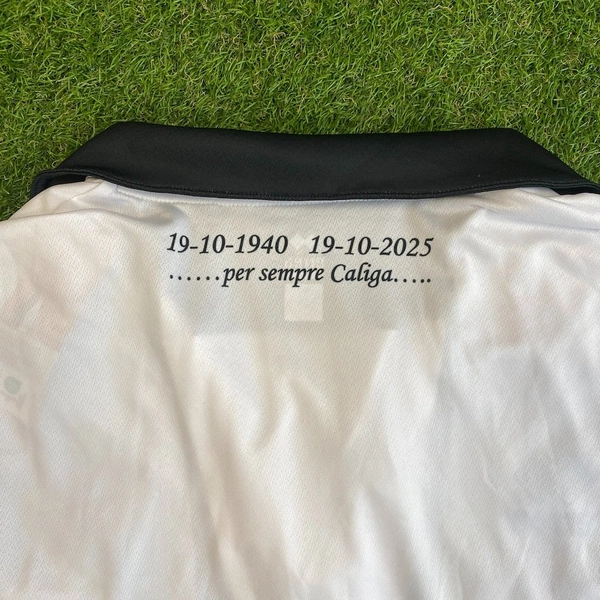 19-10-1940 19-10-2025
......per sempre Caliga.....